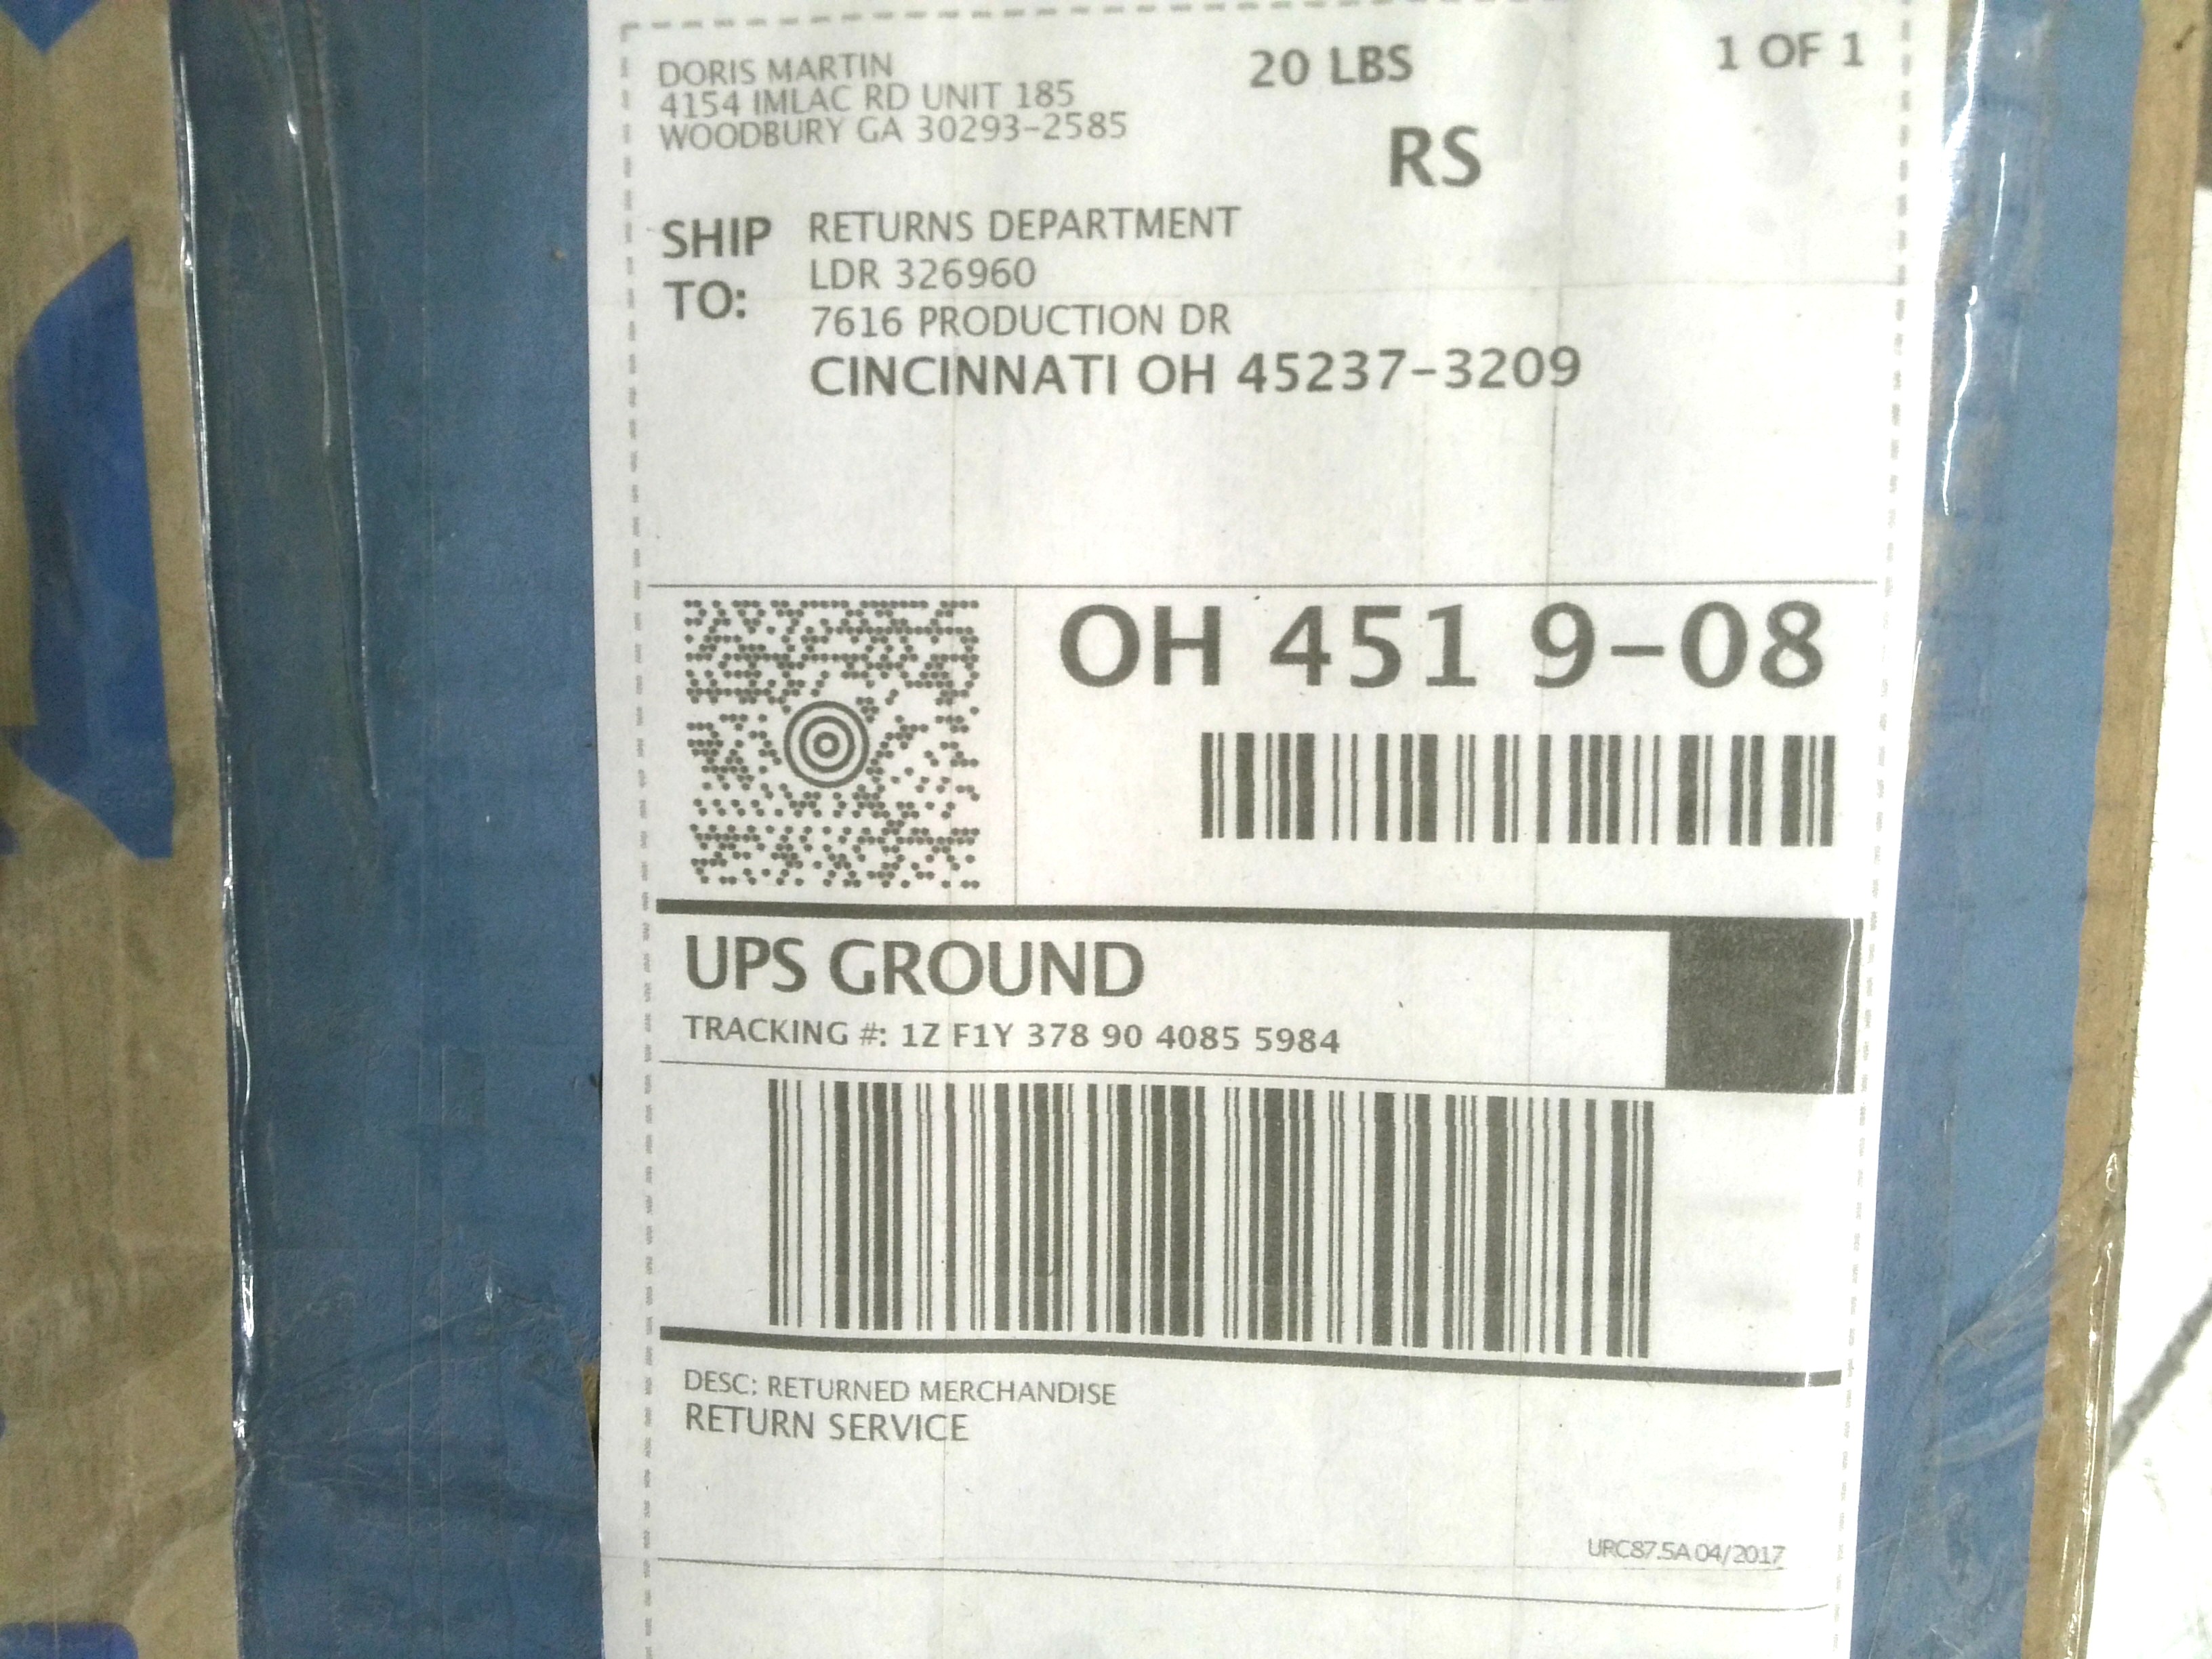 DORIS MARTIN
4154 IMLAC RD UNIT 185
WOODBURY GA 30293-2585
20 LBS
1 OF 1
RS
SHIP TO:
RETURNS DEPARTMENT
LDR 326960
7616 PRODUCTION DR
CINCINNATI OH 45237-3209
OH 451 9-08
UPS GROUND
TRACKING #: 1Z F1Y 378 90 4085 5984
DESC: RETURNED MERCHANDISE
RETURN SERVICE
URC87.5A 04/2017